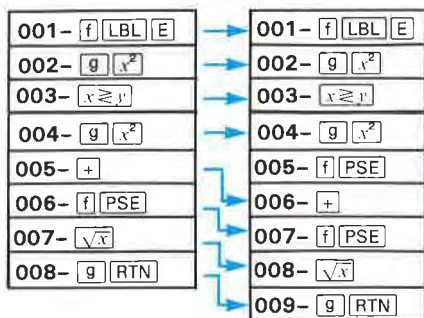 001– f LBL E
002– g x²
003– x≷y
004– g x²
005– +
006– f PSE
007– √x
008– g RTN
001– f LBL E
002– g x²
003– x≷y
004– g x²
005– f PSE
006– +
007– f PSE
008– √x
009– g RTN